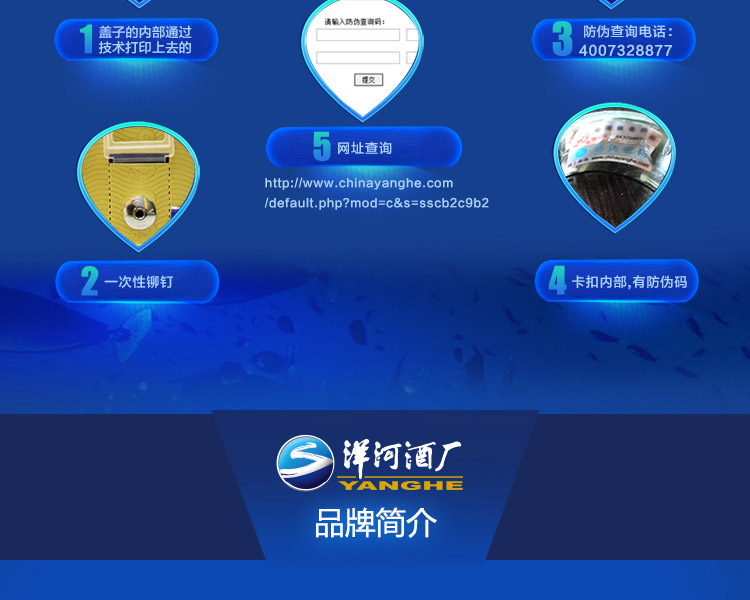 1 盖子的内部通过
技术打印上去的
请输入防伪查询码:
提交
3 防伪查询电话:
4007328877
5 网址查询
http://www.chinayanghe.com
/default.php?mod=c&s=sscb2c9b2
2 一次性铆钉
4 卡扣内部,有防伪码
洋河酒厂
YANGHE
品牌简介